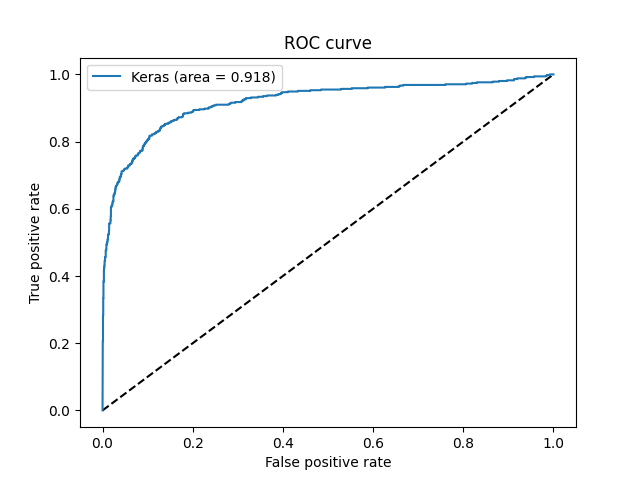 ROC curve
Keras (area = 0.918)
True positive rate
1.0
0.8
0.6
0.4
0.2
0.0
0.0 0.2 0.4 0.6 0.8 1.0
False positive rate